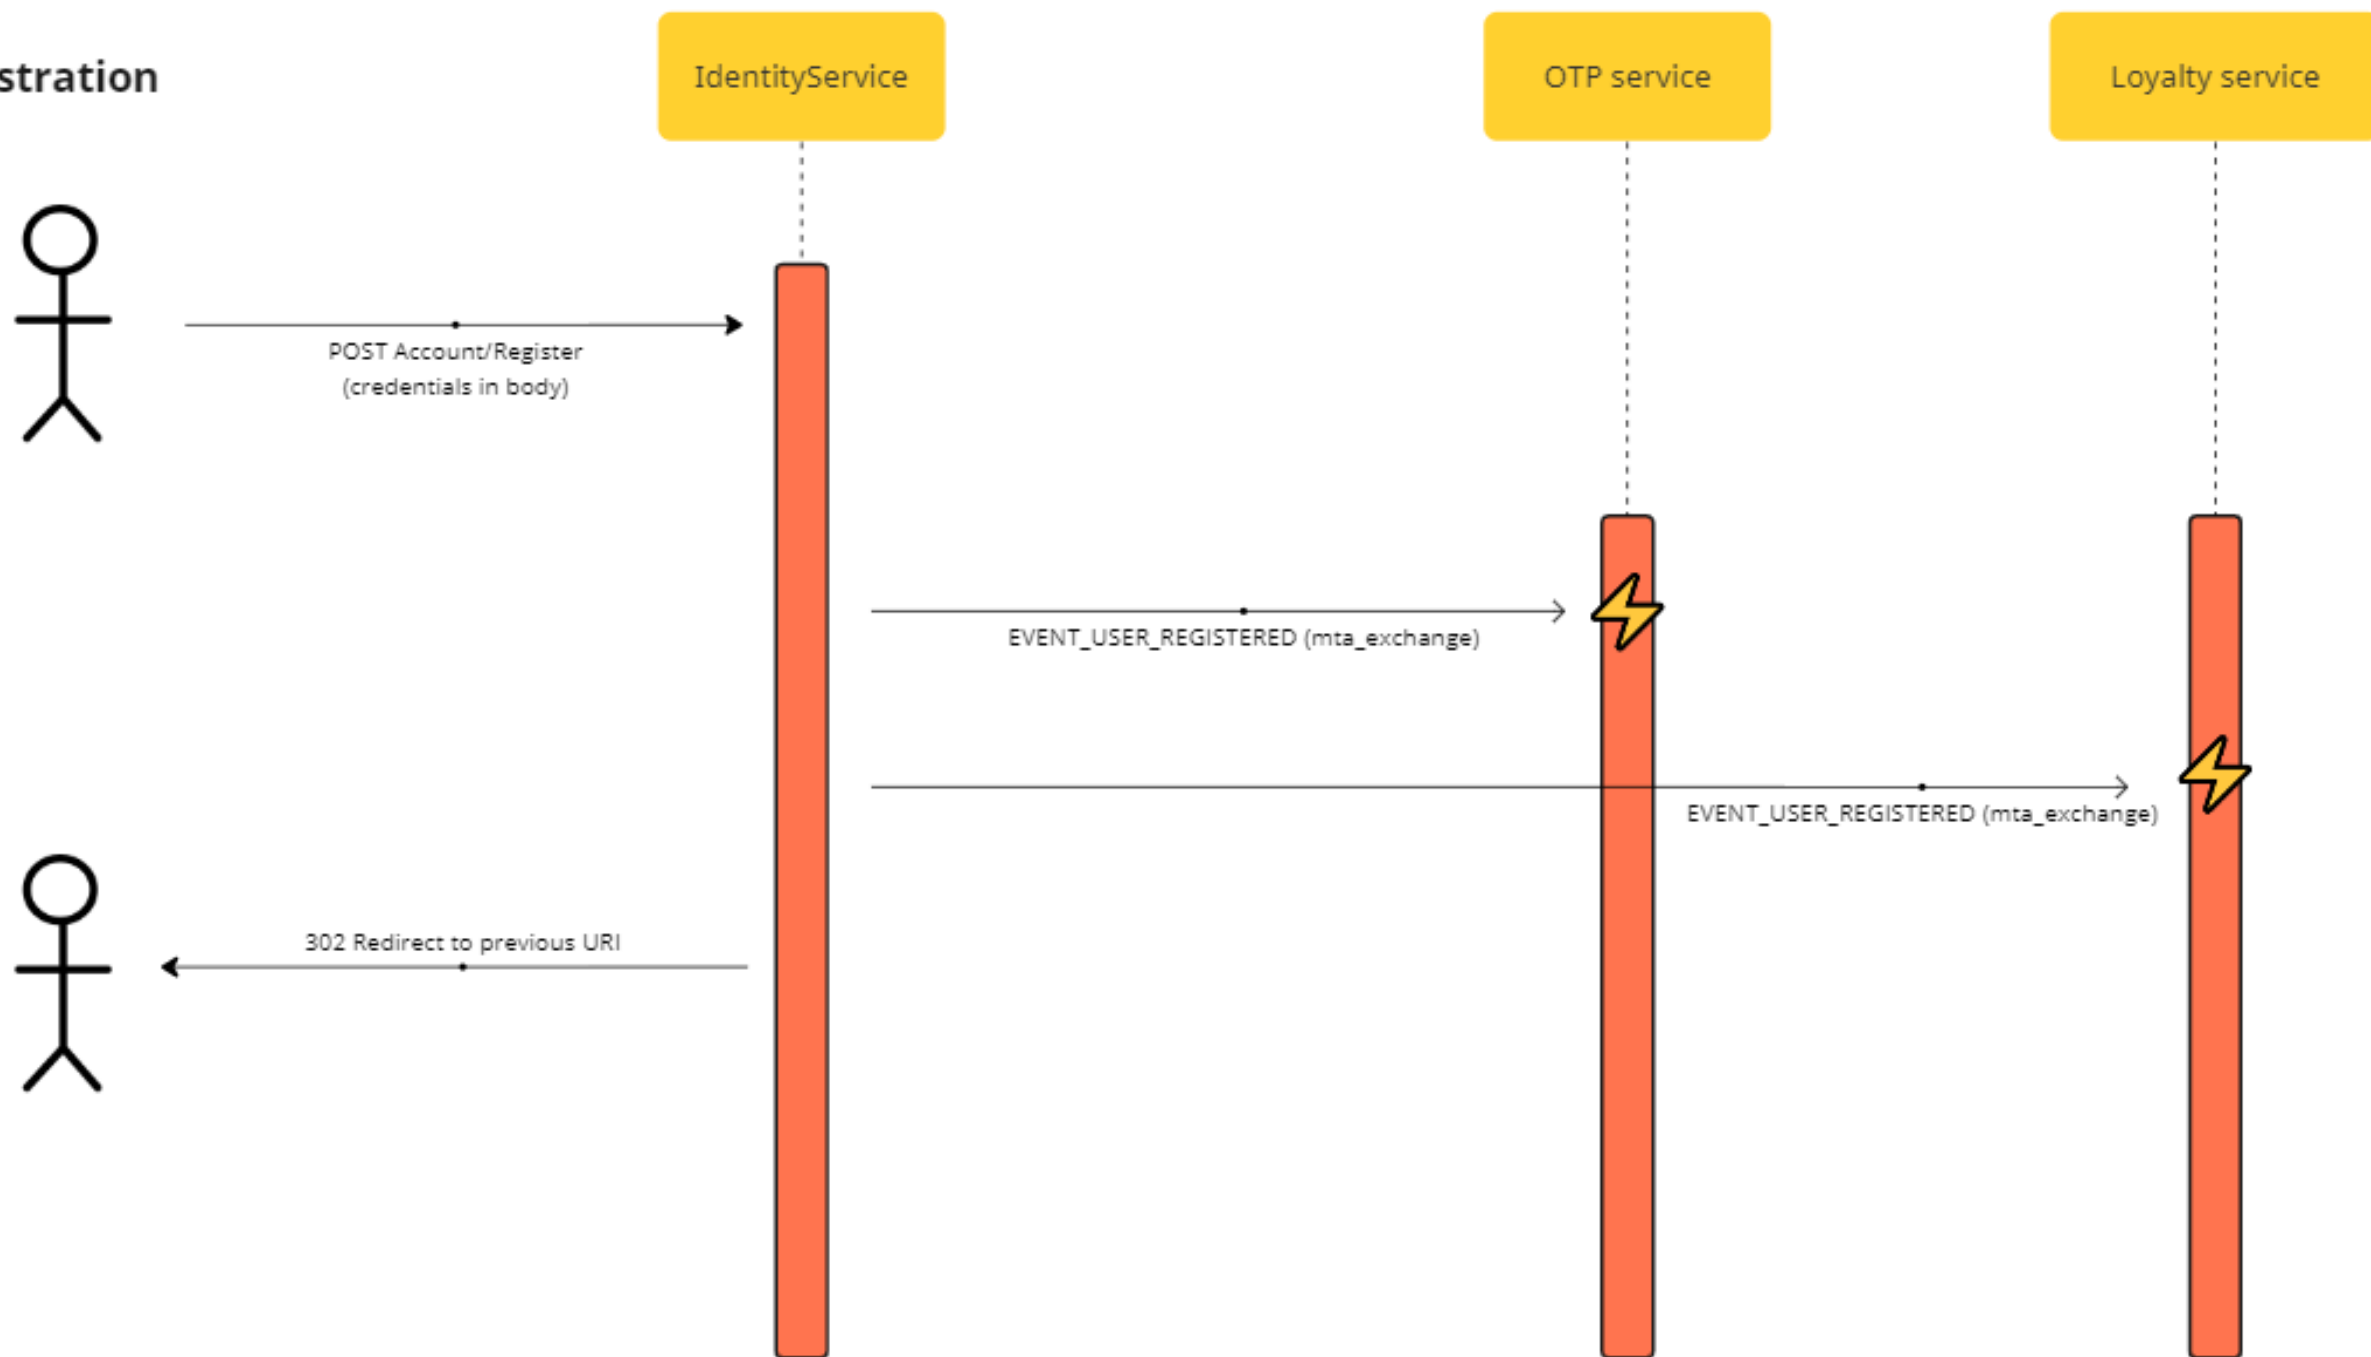 stration
IdentityService
OTP service
Loyalty service
POST Account/Register
(credentials in body)
EVENT_USER_REGISTERED (mta_exchange)
EVENT_USER_REGISTERED (mta_exchange)
302 Redirect to previous URI